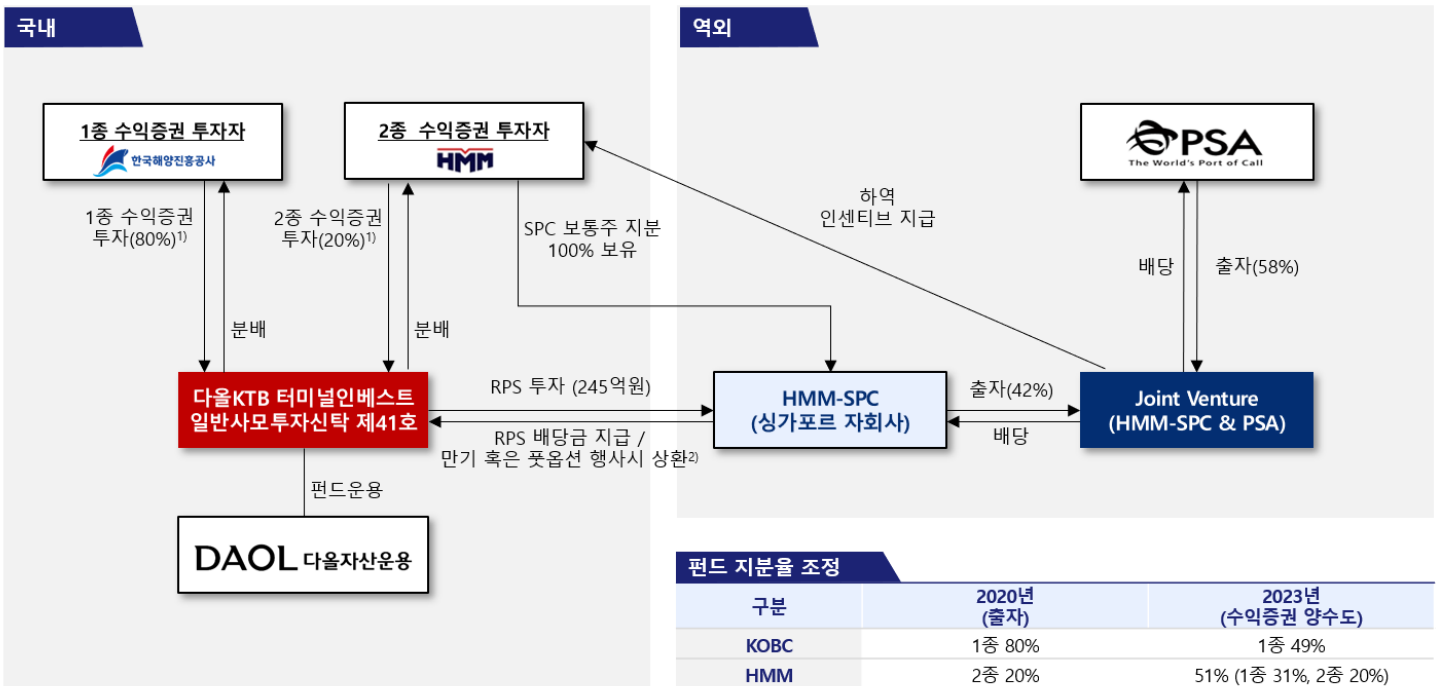 국내
역외
1종 수익증권 투자자
한국해양진흥공사
2종 수익증권 투자자
HMM
PSA
The World's Port of Call
1종 수익증권
투자(80%)1)
2종 수익증권
투자(20%)1)
SPC 보통주 지분
100% 보유
하역
인센티브 지급
배당
출자(58%)
분배
분배
다올KTB 터미널인베스트
일반사모투자신탁 제41호
RPS 투자 (245억원)
RPS 배당금 지급 /
만기 혹은 풋옵션 행사시 상환2)
HMM-SPC
(싱가포르 자회사)
출자(42%)
배당
Joint Venture
(HMM-SPC & PSA)
펀드운용
DAOL 다올자산운용
펀드 지분율 조정
구분 2020년 (출자) 2023년 (수익증권 양수도)
KOBC 1종 80% 1종 49%
HMM 2종 20% 51% (1종 31%, 2종 20%)